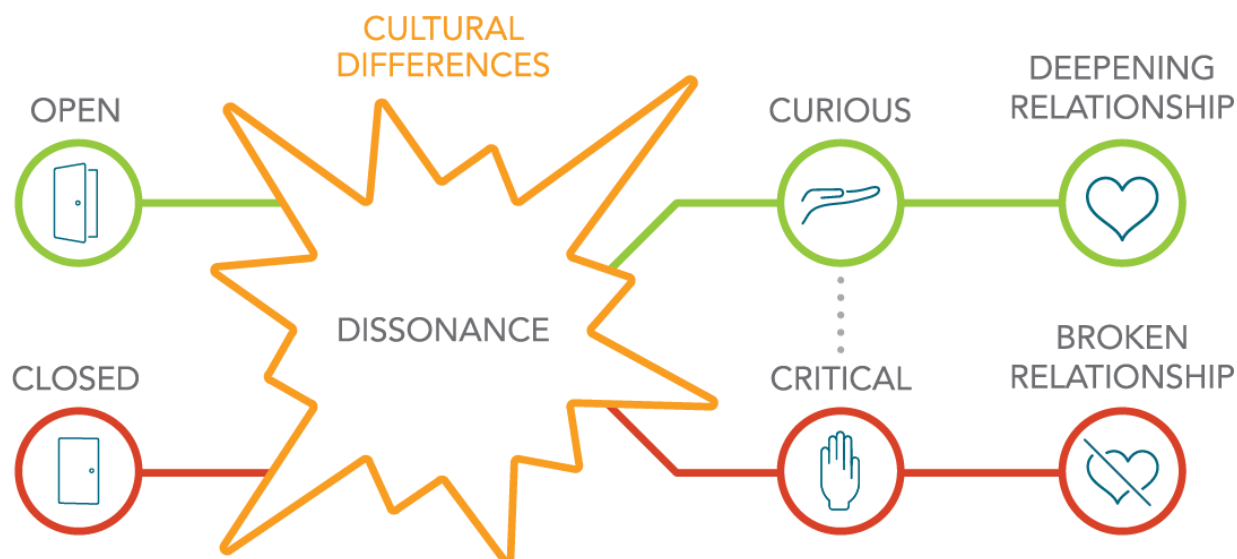 CULTURAL
DIFFERENCES
OPEN
CURIOUS
DEEPENING
RELATIONSHIP
DISSONANCE
CLOSED
CRITICAL
BROKEN
RELATIONSHIP